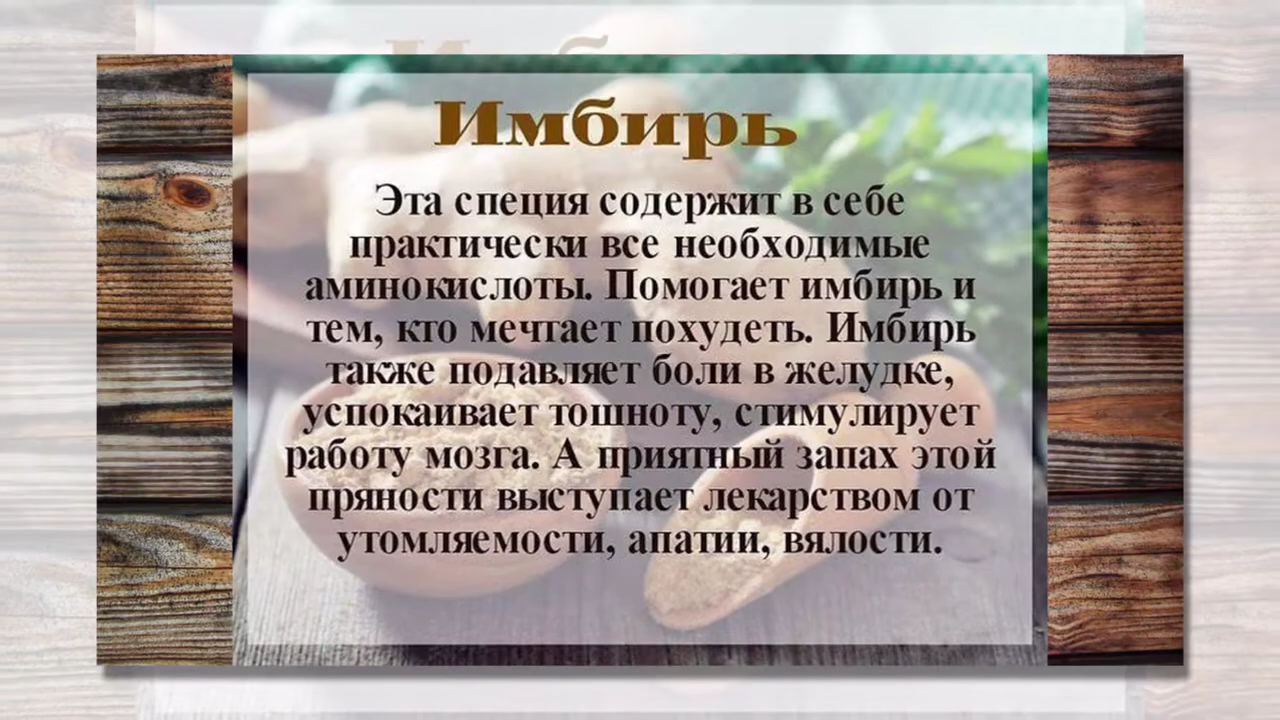 Имбирь
Эта специя содержит в себе
практически все необходимые
аминокислоты. Помогает имбирь и
тем, кто мечтает похудеть. Имбирь
также подавляет боли в желудке,
успокаивает тошноту, стимулирует
работу мозга. А приятный запах этой
пряности выступает лекарством от
утомляемости, апатии, вялости.